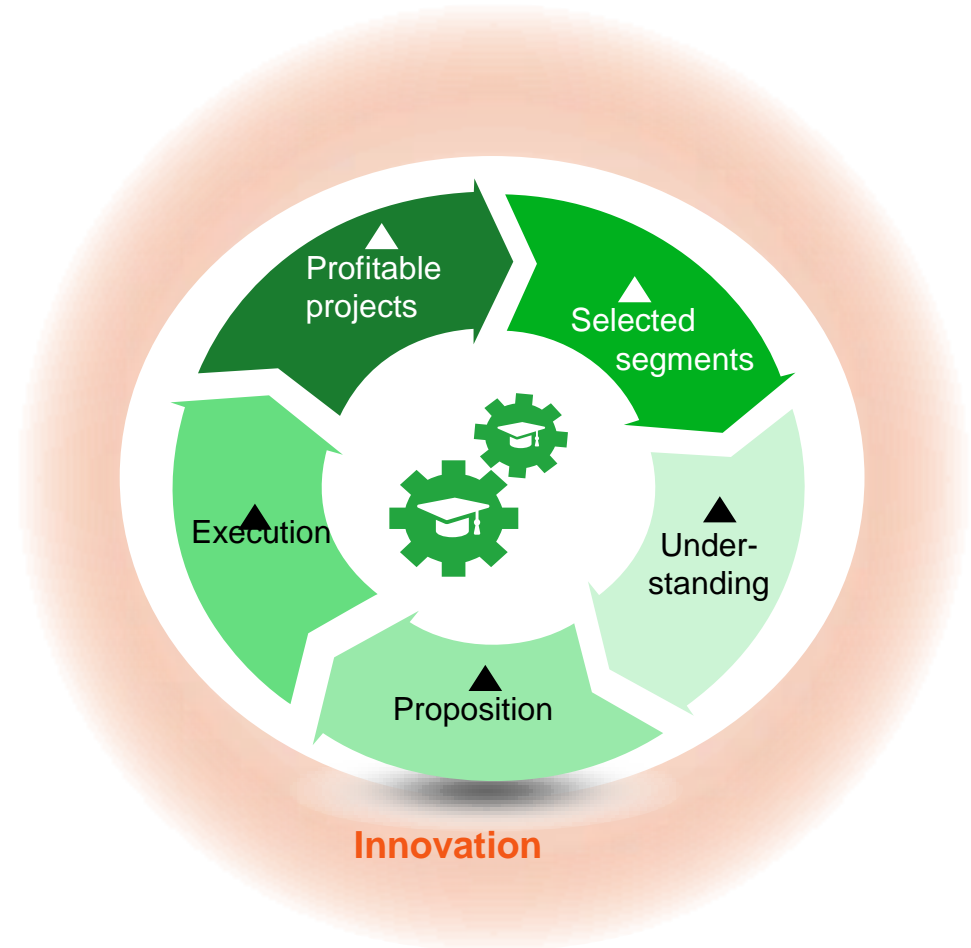 Profitable
projects
Selected
segments
Under-
standing
Proposition
Execution
Innovation